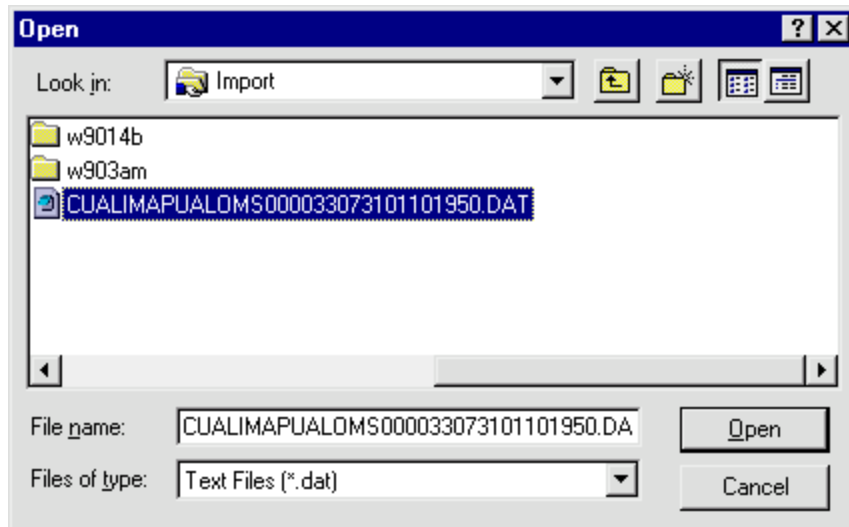 Open
Look in: Import
w9014b
w903am
CUALIMAPUALOMS000033073101101950.DAT
File name: CUALIMAPUALOMS000033073101101950.DA
Open
Files of type: Text Files (*.dat)
Cancel